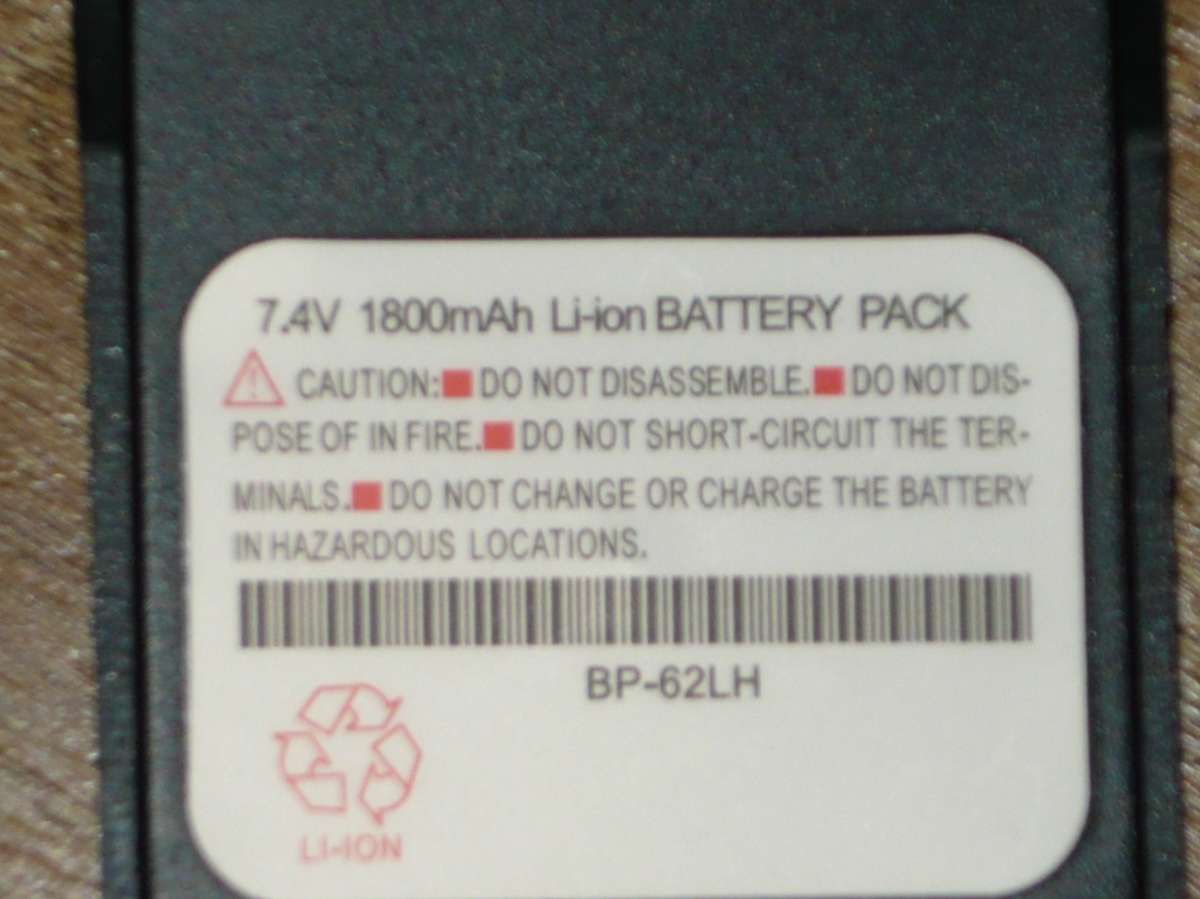 7.4V 1800mAh Li-ion BATTERY PACK
CAUTION: DO NOT DISASSEMBLE. DO NOT DIS-
POSE OF IN FIRE. DO NOT SHORT-CIRCUIT THE TER-
MINALS. DO NOT CHANGE OR CHARGE THE BATTERY
IN HAZARDOUS LOCATIONS.
BP-62LH
LI-ION